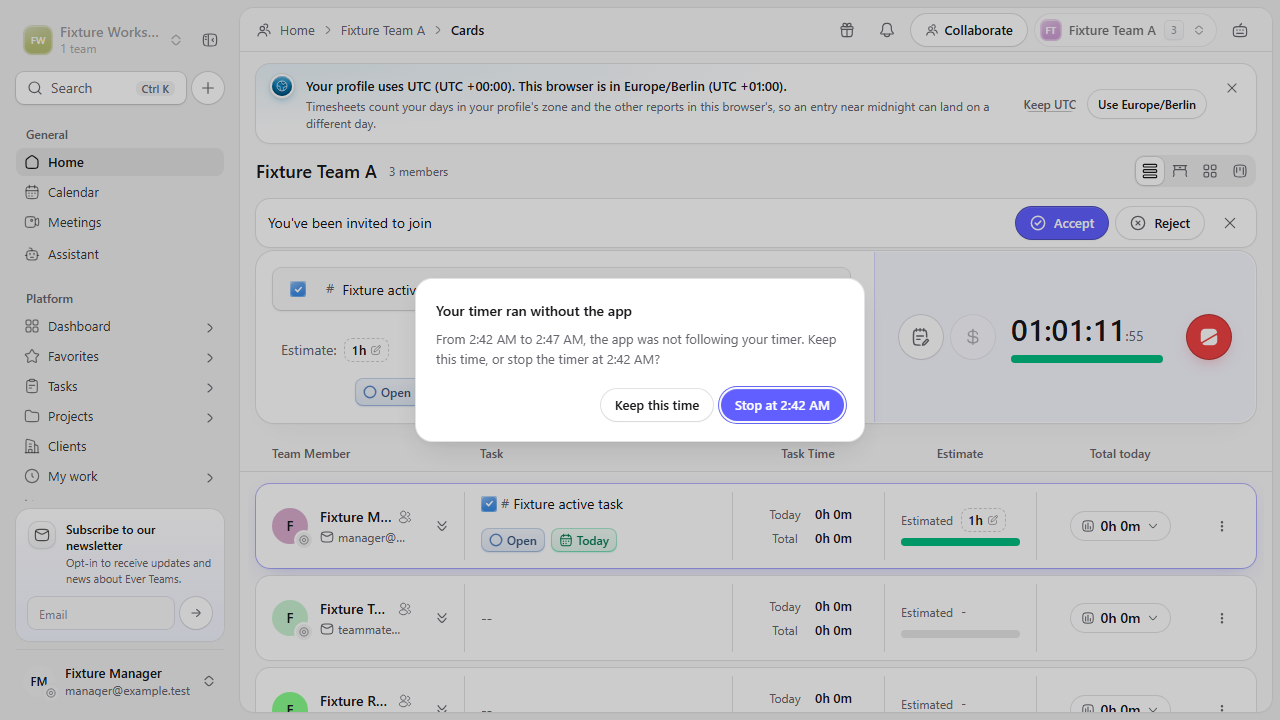 FW
Fixture Works...
1 team
Search
Ctrl K
General
Home
Calendar
Meetings
Assistant
Platform
Dashboard
Favorites
Tasks
Projects
Clients
My work
Subscribe to our
newsletter
Opt-in to receive updates and
news about Ever Teams.
Email
FM
Fixture Manager
manager@example.test
Home
Fixture Team A
Cards
Collaborate
FT
Fixture Team A
3
Your profile uses UTC (UTC +00:00). This browser is in Europe/Berlin (UTC +01:00).
Timesheets count your days in your profile's zone and the other reports in this browser's, so an entry near midnight can land on a
different day.
Keep UTC
Use Europe/Berlin
Fixture Team A
3 members
You've been invited to join
Accept
Reject
# Fixture activ
Estimate:
1h
Open
01:01:11:55
Your timer ran without the app
From 2:42 AM to 2:47 AM, the app was not following your timer. Keep
this time, or stop the timer at 2:42 AM?
Keep this time
Stop at 2:42 AM
Team Member
Task
Task Time
Estimate
Total today
F
Fixture M...
manager@...
# Fixture active task
Open
Today
Today 0h 0m
Total 0h 0m
Estimated 1h
0h 0m
F
Fixture T...
teammate...
--
Today 0h 0m
Total 0h 0m
Estimated -
0h 0m
F
Fixture R...
--
Today 0h 0m
Estimated -
0h 0m